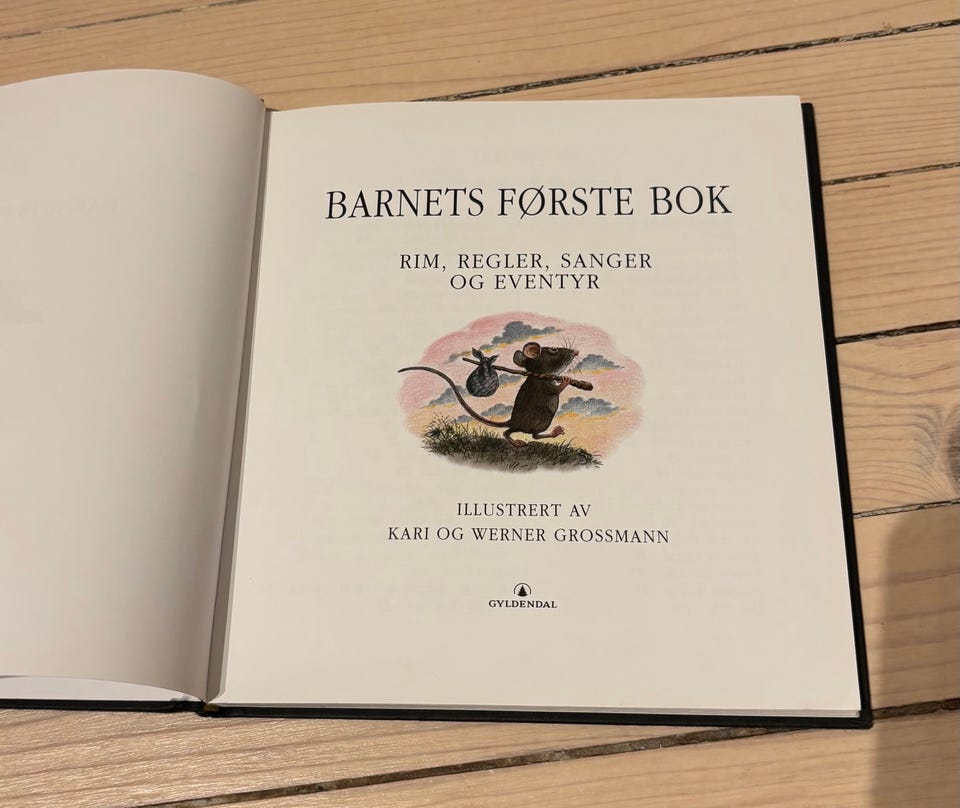 BARNETS FØRSTE BOK
RIM, REGLER, SANGER
OG EVENTYR
ILLUSTRERT AV
KARI OG WERNER GROSSMANN
GYLDENDAL